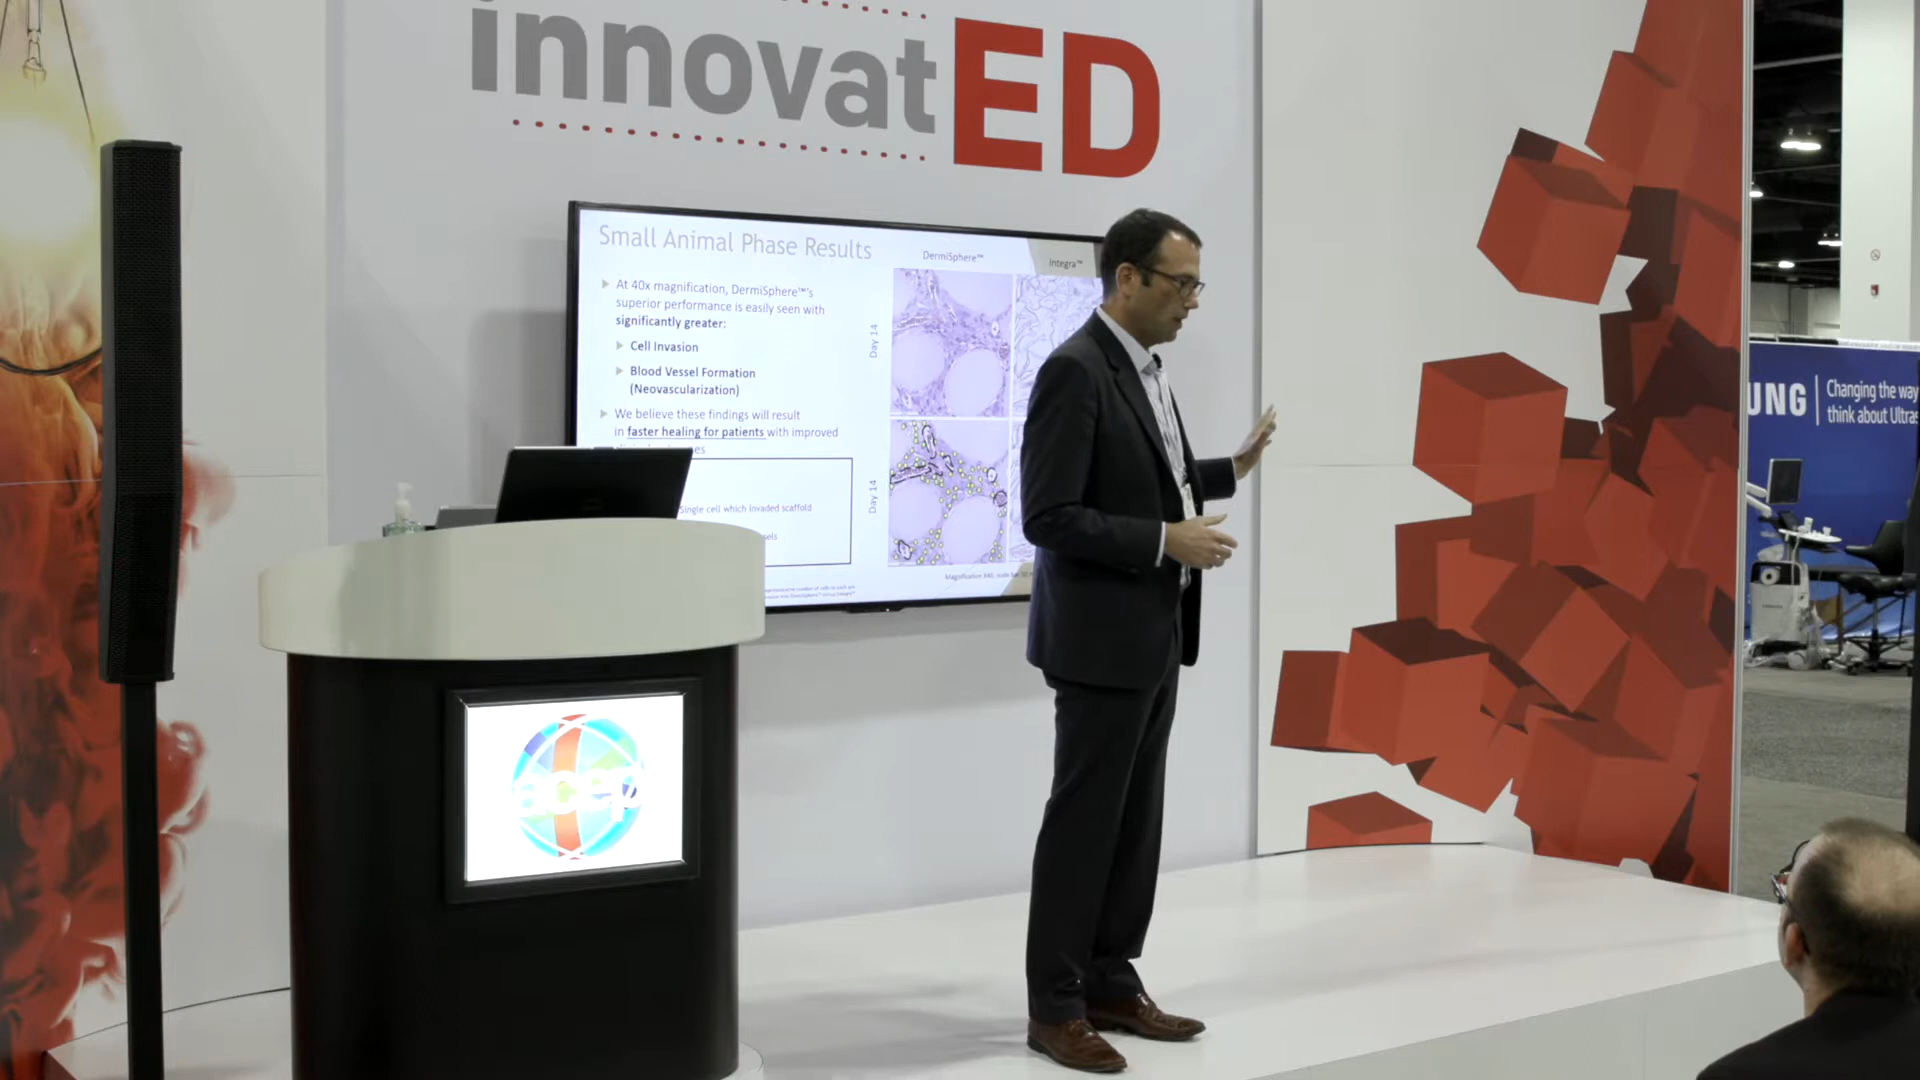 innovatED
Small Animal Phase Results
DermiSphere™
Integra™
At 40x magnification, DermiSphere™'s
superior performance is easily seen with
significantly greater:
Cell Invasion
Blood Vessel Formation
(Neovascularization)
We believe these findings will result
in faster healing for patients with improved
Day 14
Day 14
Single cell which invaded scaffold
acep
UNG
Changing the way
think about Ultras